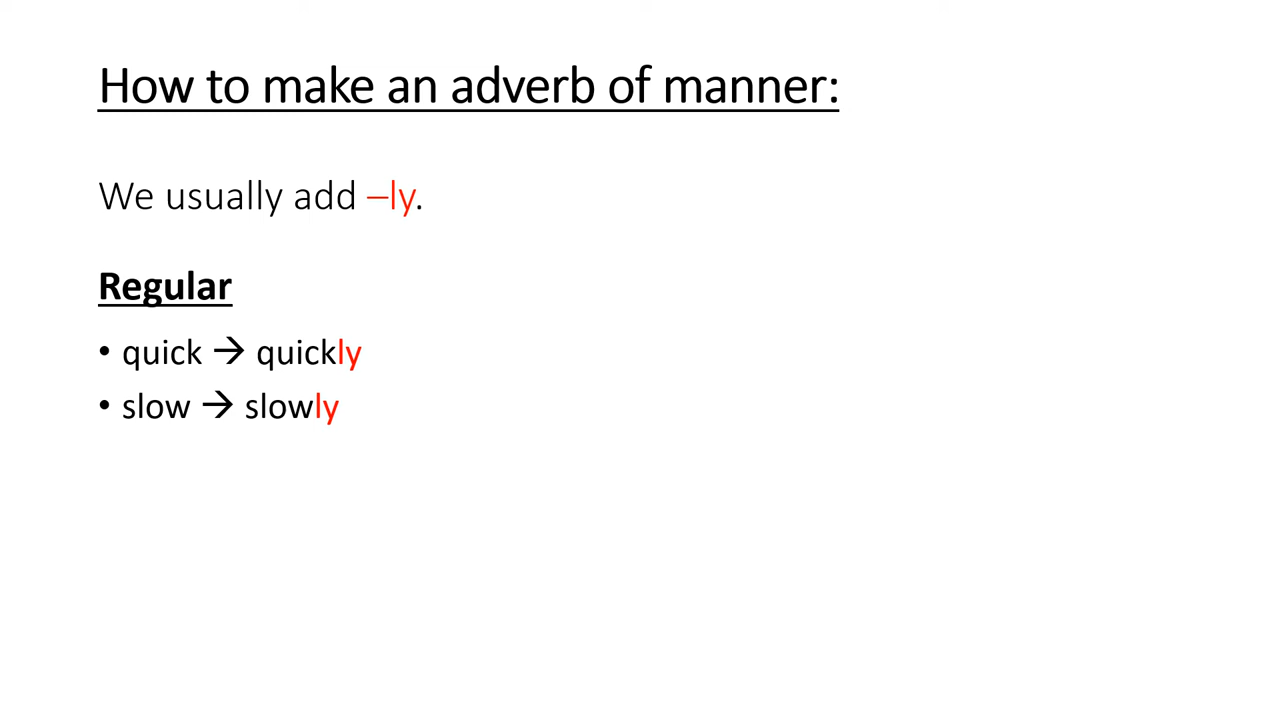 How to make an adverb of manner:
We usually add –ly.
Regular
• quick → quickly
• slow → slowly